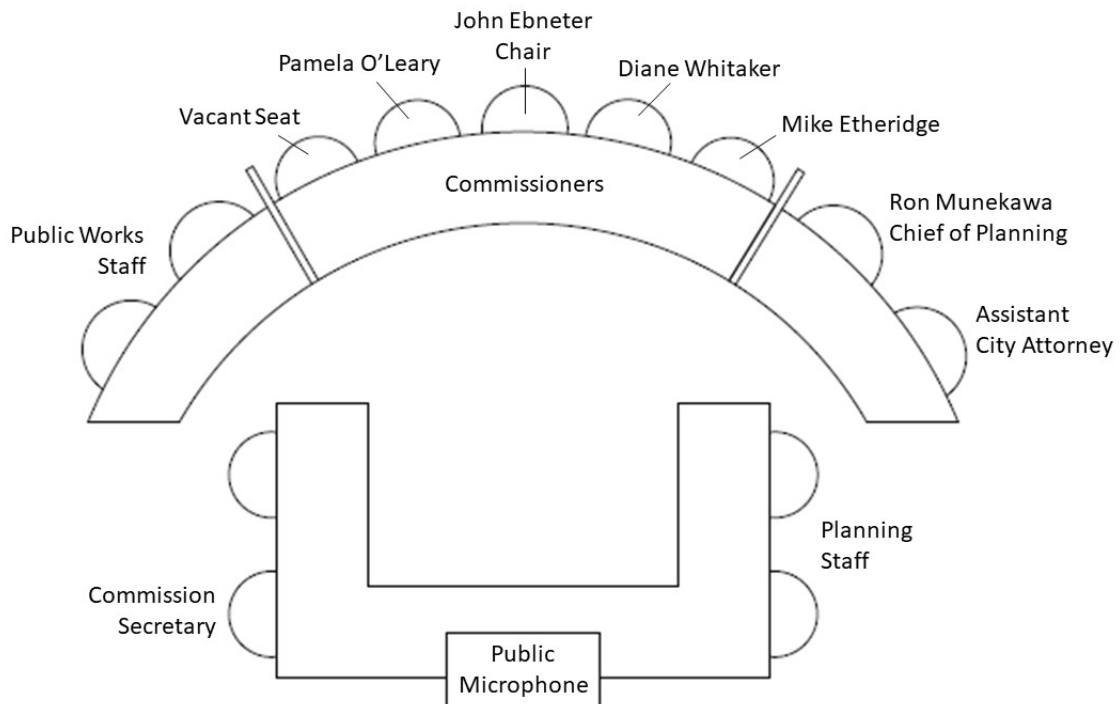 John Ebneter
Chair
Pamela O’Leary
Diane Whitaker
Vacant Seat
Mike Etheridge
Commissioners
Public Works
Staff
Ron Munekawa
Chief of Planning
Assistant
City Attorney
Commission
Secretary
Planning
Staff
Public
Microphone